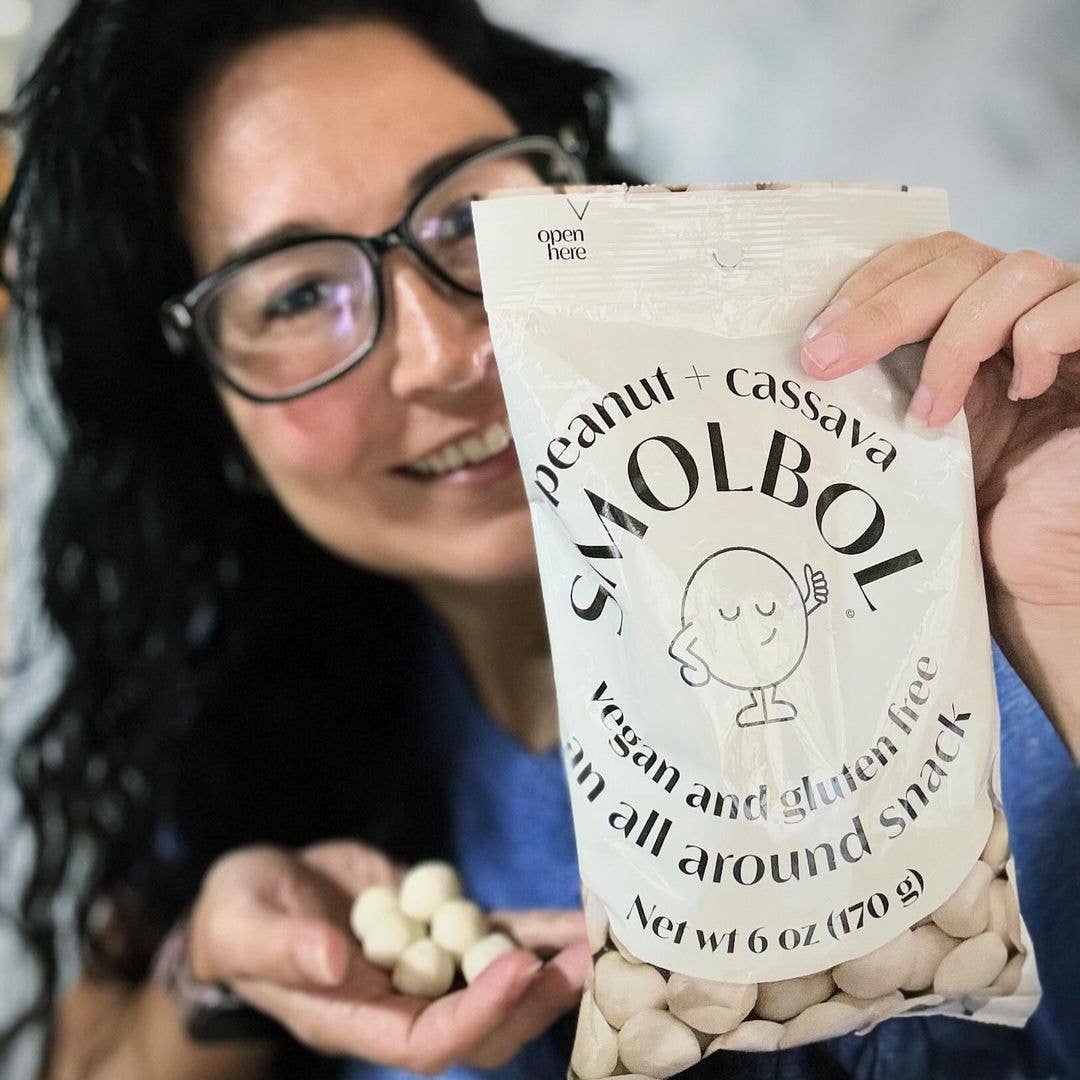 open
here
peanut + cassava
SMOLBOL
©
vegan and gluten free
an all around snack
Net wt 6 oz (170 g)